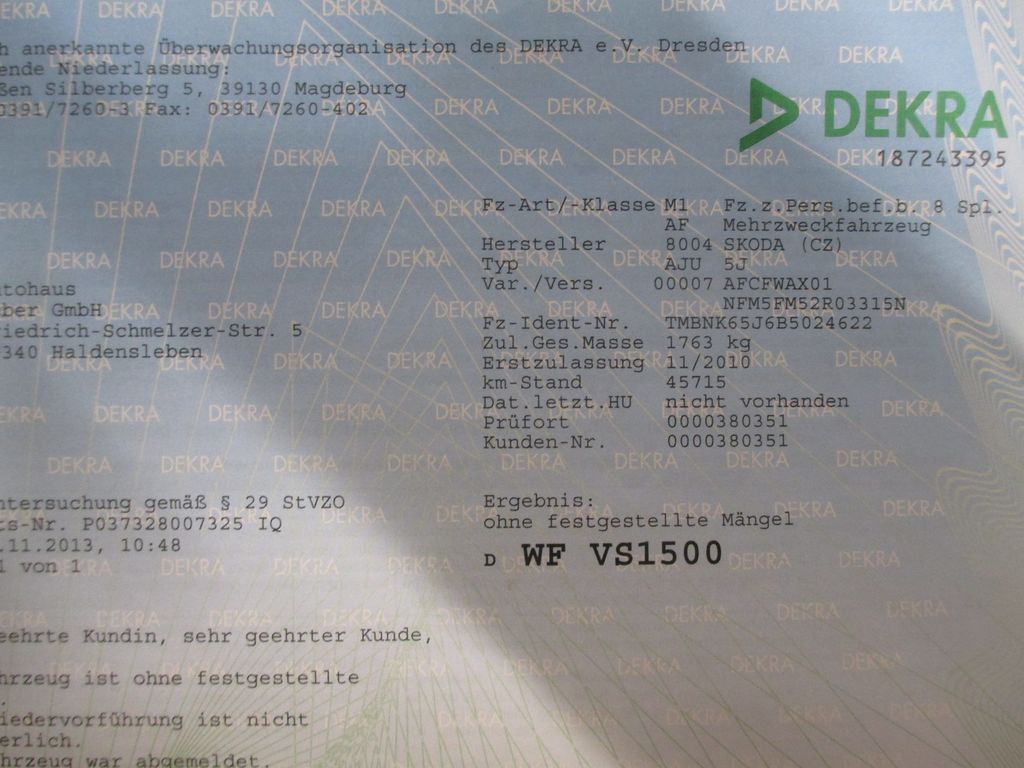 h anerkannte Überwachungsorganisation des DEKRA e.V. Dresden
ende Niederlassung:
ßen Silberberg 5, 39130 Magdeburg
0391/7260-3 Fax: 0391/7260-402
DEKRA
187243395
Fz-Art/-Klasse M1 Fz.z.Pers.bef.b. 8 Spl.
AF Mehrzweckfahrzeug
Hersteller 8004 SKODA (CZ)
Typ AJU 5J
Var./Vers. 00007 AFCFWAX01
NFM5FM52R03315N
Fz-Ident-Nr. TMBNK65J6B5024622
Zul.Ges.Masse 1763 kg
Erstzulassung 11/2010
km-Stand 45715
Dat.letzt.HU nicht vorhanden
Prüfort 0000380351
Kunden-Nr. 0000380351
utohaus
ber GmbH
riedrich-Schmelzer-Str. 5
340 Haldensleben
ntersuchung gemäß § 29 StVZO
ts-Nr. P037328007325 IQ
.11.2013, 10:48
1 von 1
Ergebnis:
ohne festgestellte Mängel
D WF VS1500
eehrte Kundin, sehr geehrter Kunde,
hrzeug ist ohne festgestellte
.
iedervorführung ist nicht
erlich.
hrzeug war abgemeldet.